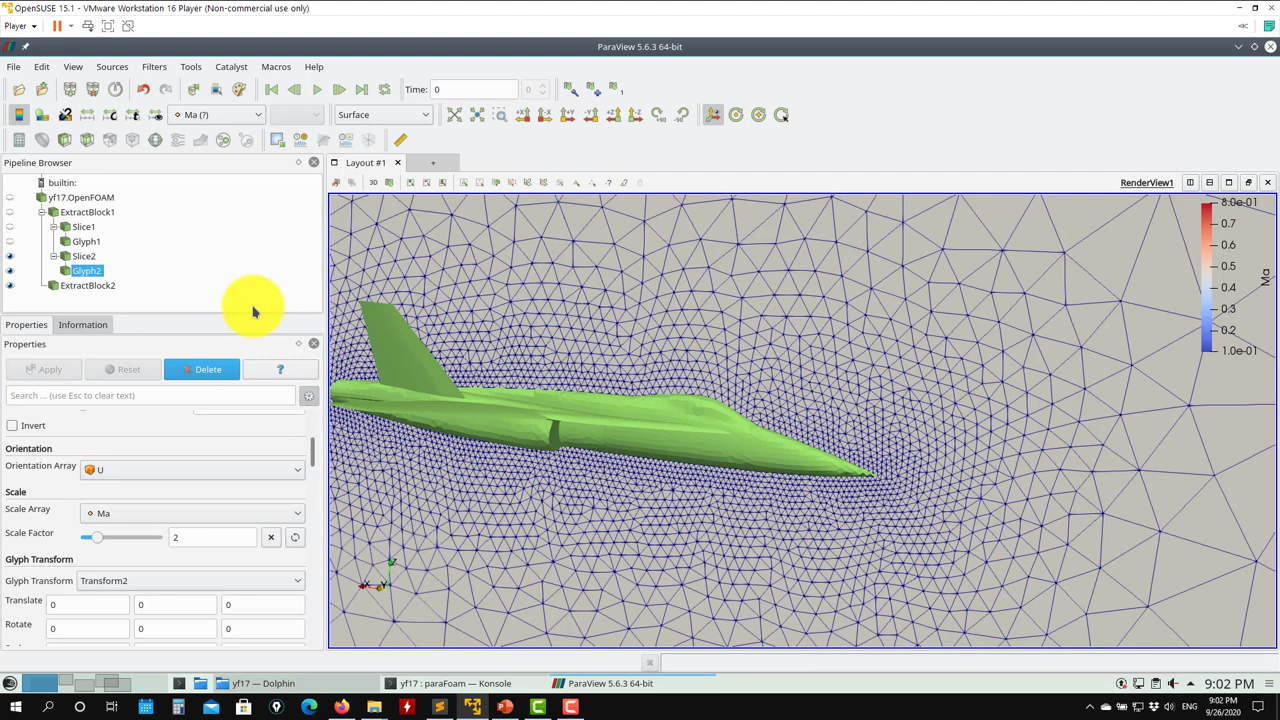 OpenSUSE 15.1 - VMware Workstation 16 Player (Non-commercial use only)
Player
ParaView 5.6.3 64-bit
File Edit View Sources Filters Tools Catalyst Macros Help
Time: 0 0
Ma (?) Surface
Pipeline Browser
Layout #1
builtin:
3D
RenderView1
yf17.OpenFOAM
ExtractBlock1
Slice1
Glyph1
Slice2
Glyph2
ExtractBlock2
8.0e-01
0.7
0.6
0.5
0.4
0.3
0.2
1.0e-01
Ma
Properties Information
Properties
Apply Reset Delete ?
Search ... (use Esc to clear text)
Invert
Orientation
Orientation Array U
Scale
Scale Array Ma
Scale Factor 2
Glyph Transform
Glyph Transform Transform2
Translate 0 0 0
Rotate 0 0 0
X Y Z
yf17 — Dolphin
yf17 : paraFoam — Konsole
ParaView 5.6.3 64-bit
9:02 PM
9:02 PM
9/26/2020